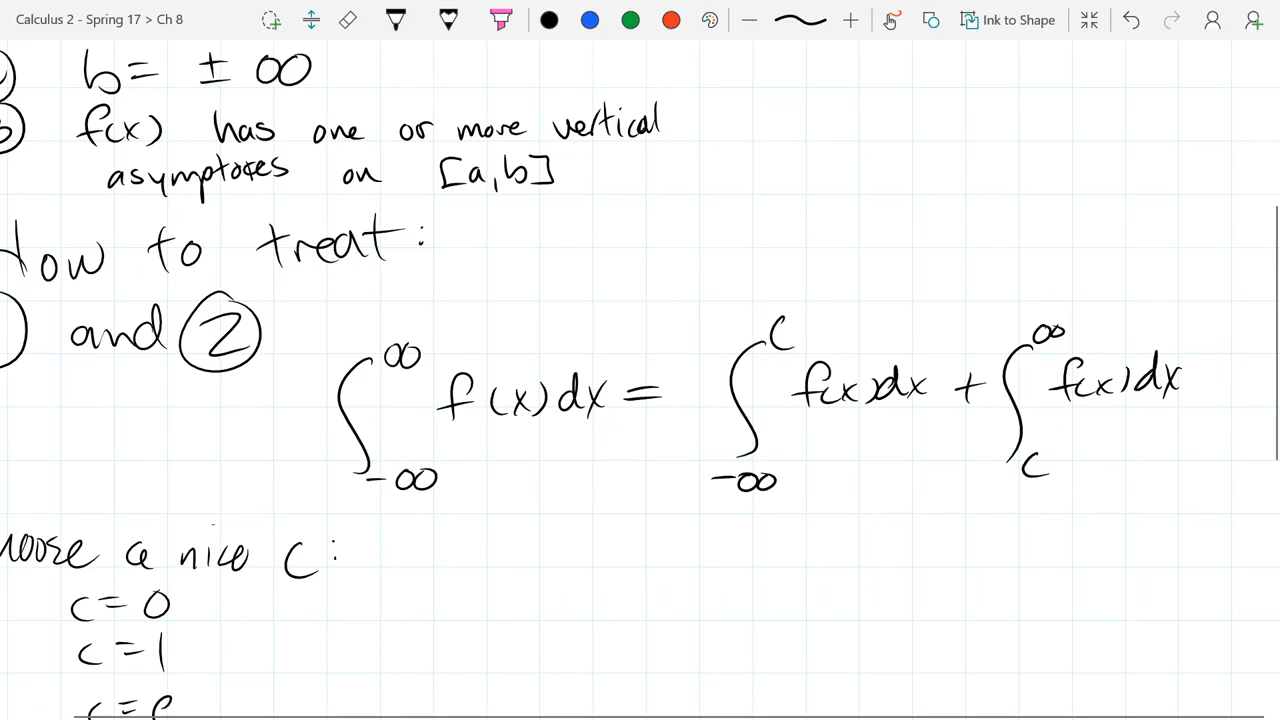 Calculus 2 - Spring 17 > Ch 8
Ink to Shape
b = ± ∞
f(x) has one or more vertical
asymptotes on [a,b]
How to treat:
and ②
∫_{-∞}^{∞} f(x)dx = ∫_{-∞}^{c} f(x)dx + ∫_{c}^{∞} f(x)dx
hoose a nice c:
c = 0
c = 1